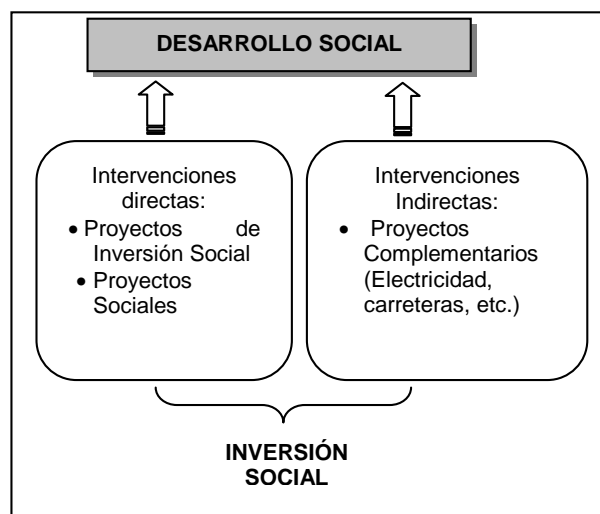 DESARROLLO SOCIAL
Intervenciones
directas:
• Proyectos de
Inversión Social
• Proyectos
Sociales
Intervenciones
Indirectas:
• Proyectos
Complementarios
(Electricidad,
carreteras, etc.)
INVERSIÓN
SOCIAL